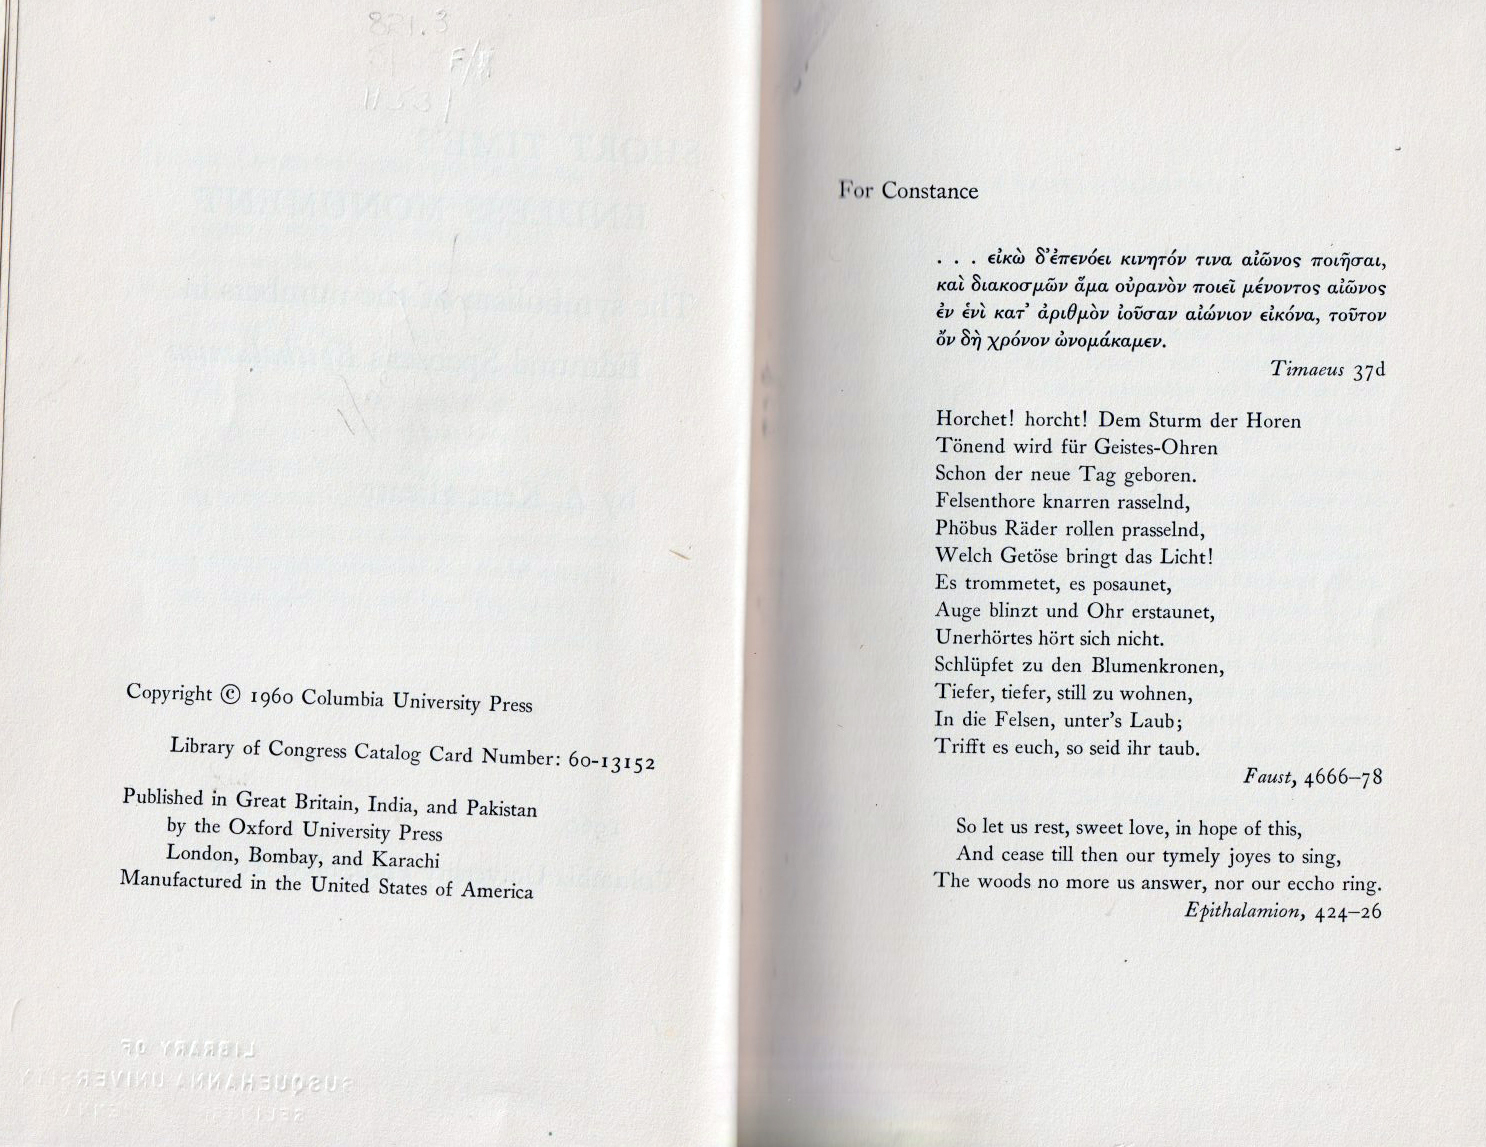 Copyright © 1960 Columbia University Press
Library of Congress Catalog Card Number: 60-13152
Published in Great Britain, India, and Pakistan
by the Oxford University Press
London, Bombay, and Karachi
Manufactured in the United States of America
LIBRARY OF
SUSQUEHANNA UNIVERSITY
For Constance
. . . εἰκὼ δ’ἐπενόει κινητόν τινα αἰῶνος ποιῆσαι,
καὶ διακοσμῶν ἅμα οὐρανὸν ποιεῖ μένοντος αἰῶνος
ἐν ἑνὶ κατ’ ἀριθμὸν ἰοῦσαν αἰώνιον εἰκόνα, τοῦτον
ὅν δὴ χρόνον ὠνομάκαμεν.
Timaeus 37d
Horchet! horcht! Dem Sturm der Horen
Tönend wird für Geistes-Ohren
Schon der neue Tag geboren.
Felsenthore knarren rasselnd,
Phöbus Räder rollen prasselnd,
Welch Getöse bringt das Licht!
Es trommetet, es posaunet,
Auge blinzt und Ohr erstaunet,
Unerhörtes hört sich nicht.
Schlüpfet zu den Blumenkronen,
Tiefer, tiefer, still zu wohnen,
In die Felsen, unter’s Laub;
Trifft es euch, so seid ihr taub.
Faust, 4666–78
So let us rest, sweet love, in hope of this,
And cease till then our tymely joyes to sing,
The woods no more us answer, nor our eccho ring.
Epithalamion, 424–26